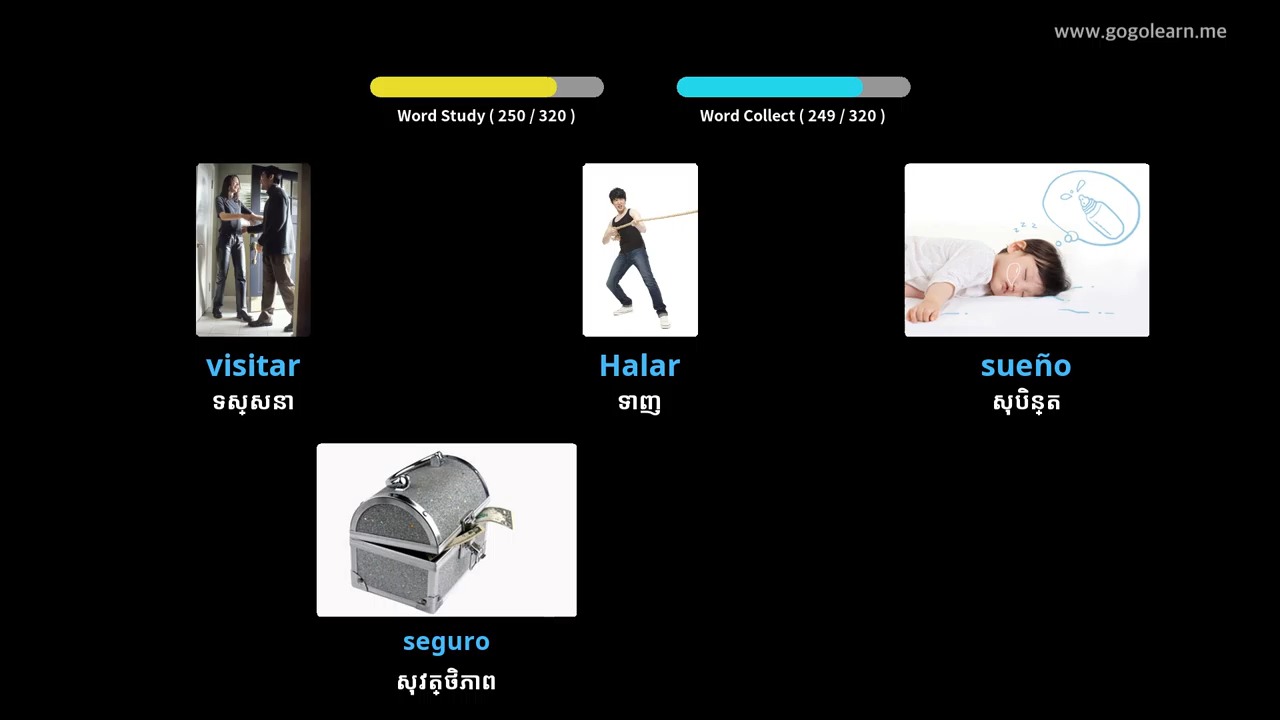 www.gogolearn.me
Word Study ( 250 / 320 )
Word Collect ( 249 / 320 )
visitar
ទស្សនា
Halar
ទាញ
sueño
សុបិន្ត
seguro
សុវត្ថិភាព